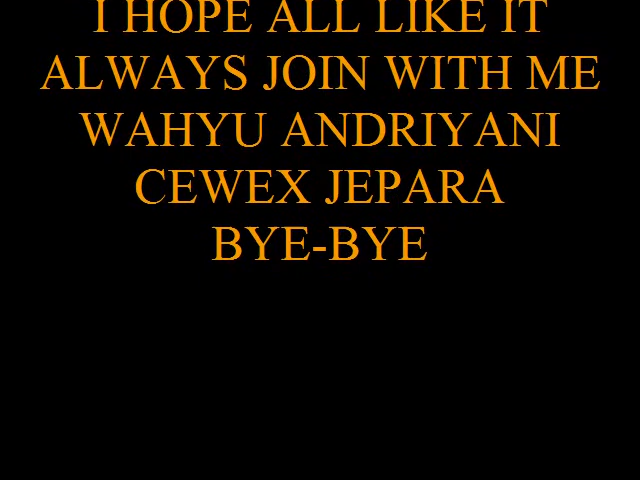 I HOPE ALL LIKE IT
ALWAYS JOIN WITH ME
WAHYU ANDRIYANI
CEWEX JEPARA
BYE-BYE